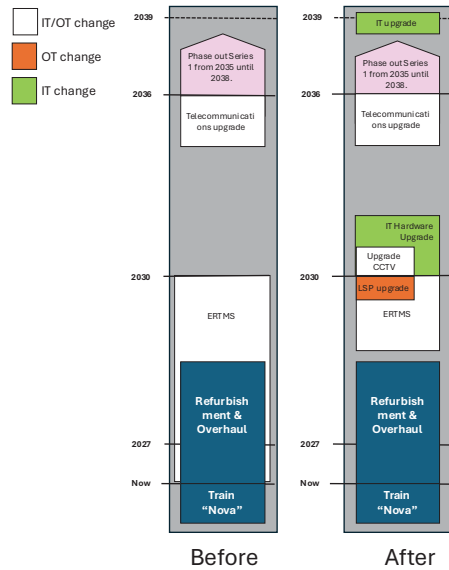 IT/OT change
OT change
IT change
2039
Phase out Series
1 from 2035 until
2038.
2036
Telecommunicati
ons upgrade
2030
ERTMS
Refurbish
ment &
Overhaul
2027
Now
Train
“Nova”
Before
2039
IT upgrade
Phase out Series
1 from 2035 until
2038.
2036
Telecommunicati
ons upgrade
IT Hardware
Upgrade
Upgrade
CCTV
2030
LSP upgrade
ERTMS
Refurbish
ment &
Overhaul
2027
Now
Train
“Nova”
After